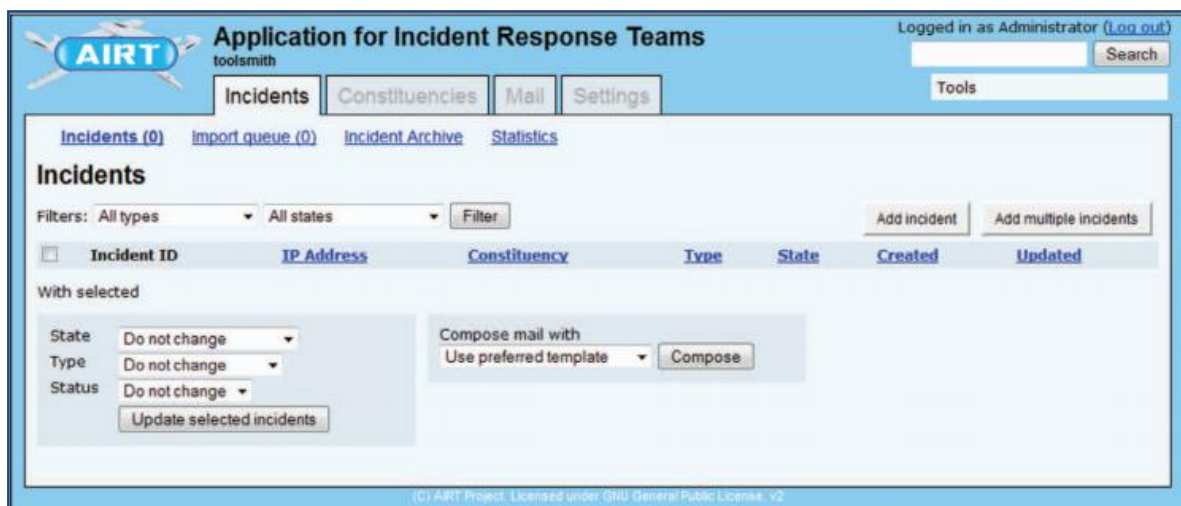 AIRT
Application for Incident Response Teams
toolsmith
Logged in as Administrator (Log out)
Search
Tools
Incidents Constituencies Mail Settings
Incidents (0) Import queue (0) Incident Archive Statistics
Incidents
Filters: All types All states Filter Add incident Add multiple incidents
Incident ID IP Address Constituency Type State Created Updated
With selected
State Do not change
Type Do not change
Status Do not change
Update selected incidents
Compose mail with
Use preferred template Compose
(C) AIRT Project. Licensed under GNU General Public License, v2